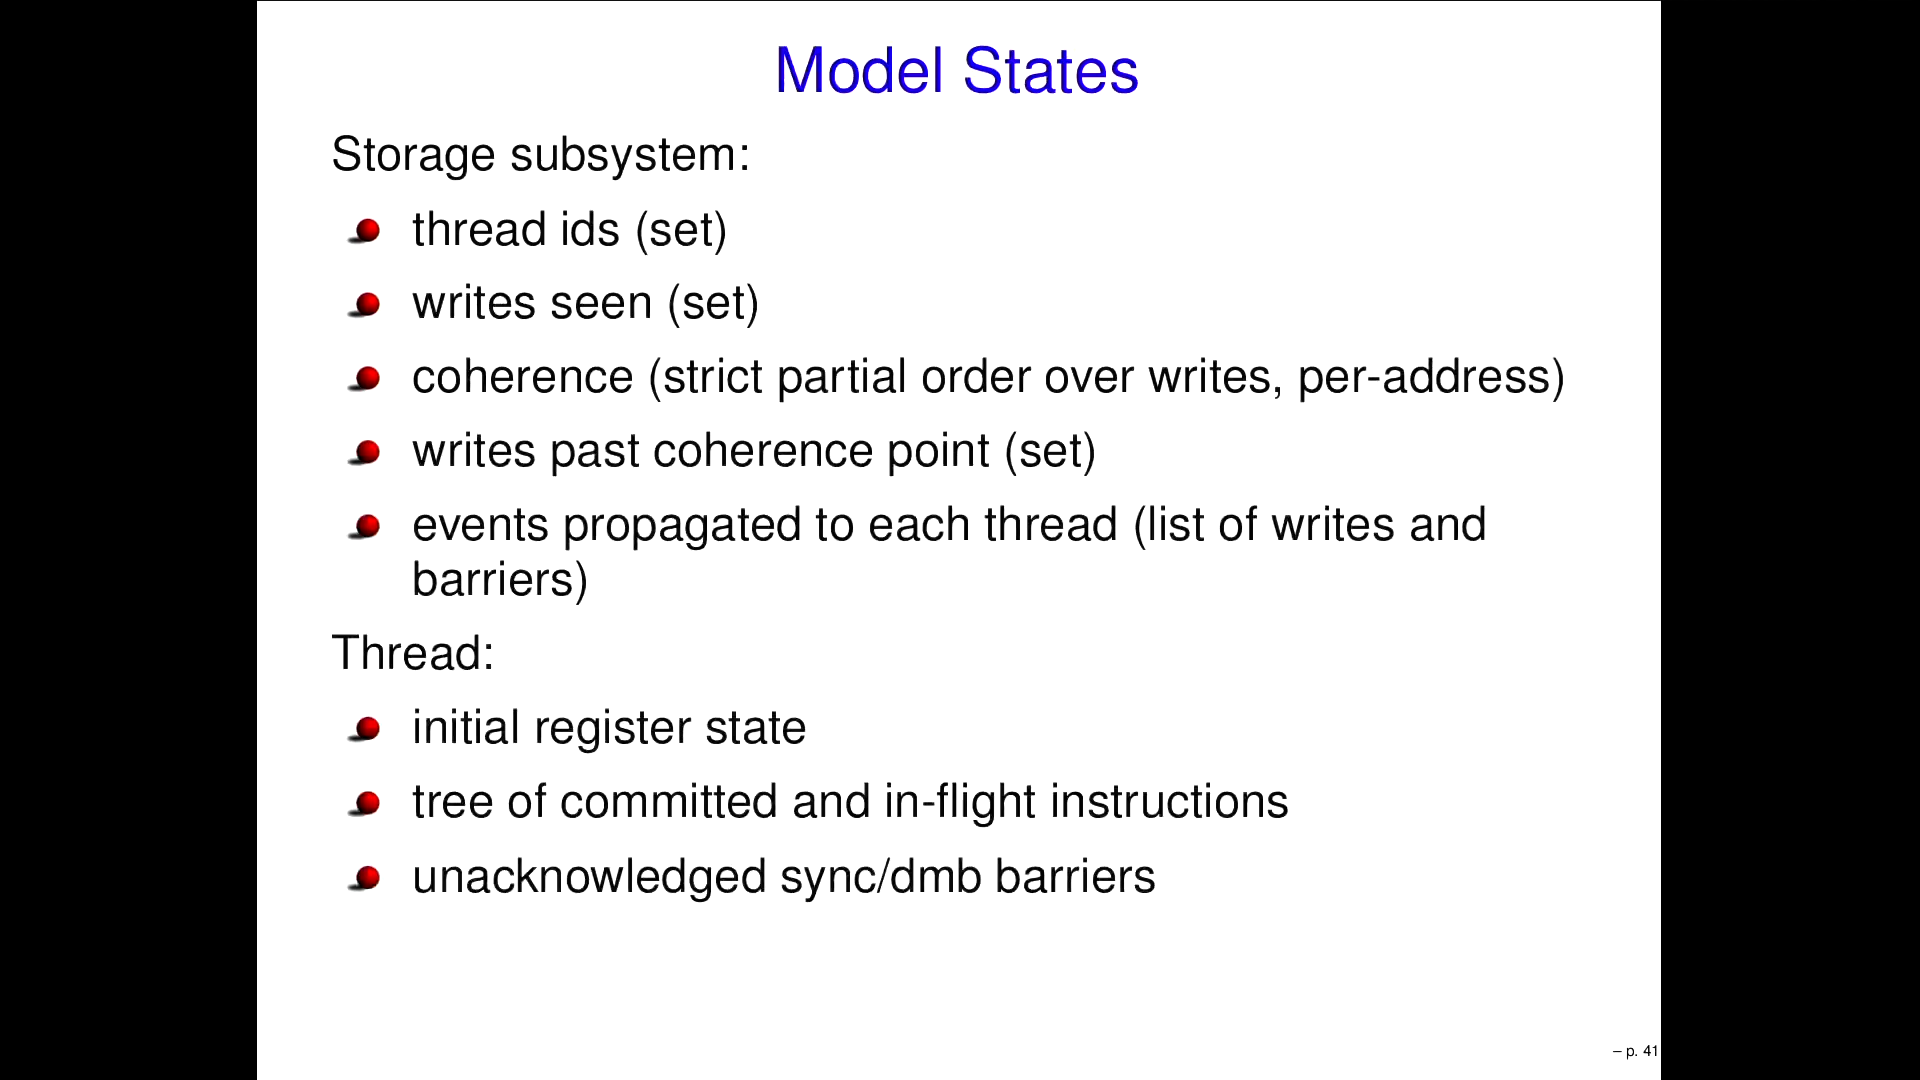 Model States
Storage subsystem:
thread ids (set)
writes seen (set)
coherence (strict partial order over writes, per-address)
writes past coherence point (set)
events propagated to each thread (list of writes and
barriers)
Thread:
initial register state
tree of committed and in-flight instructions
unacknowledged sync/dmb barriers
– p. 41